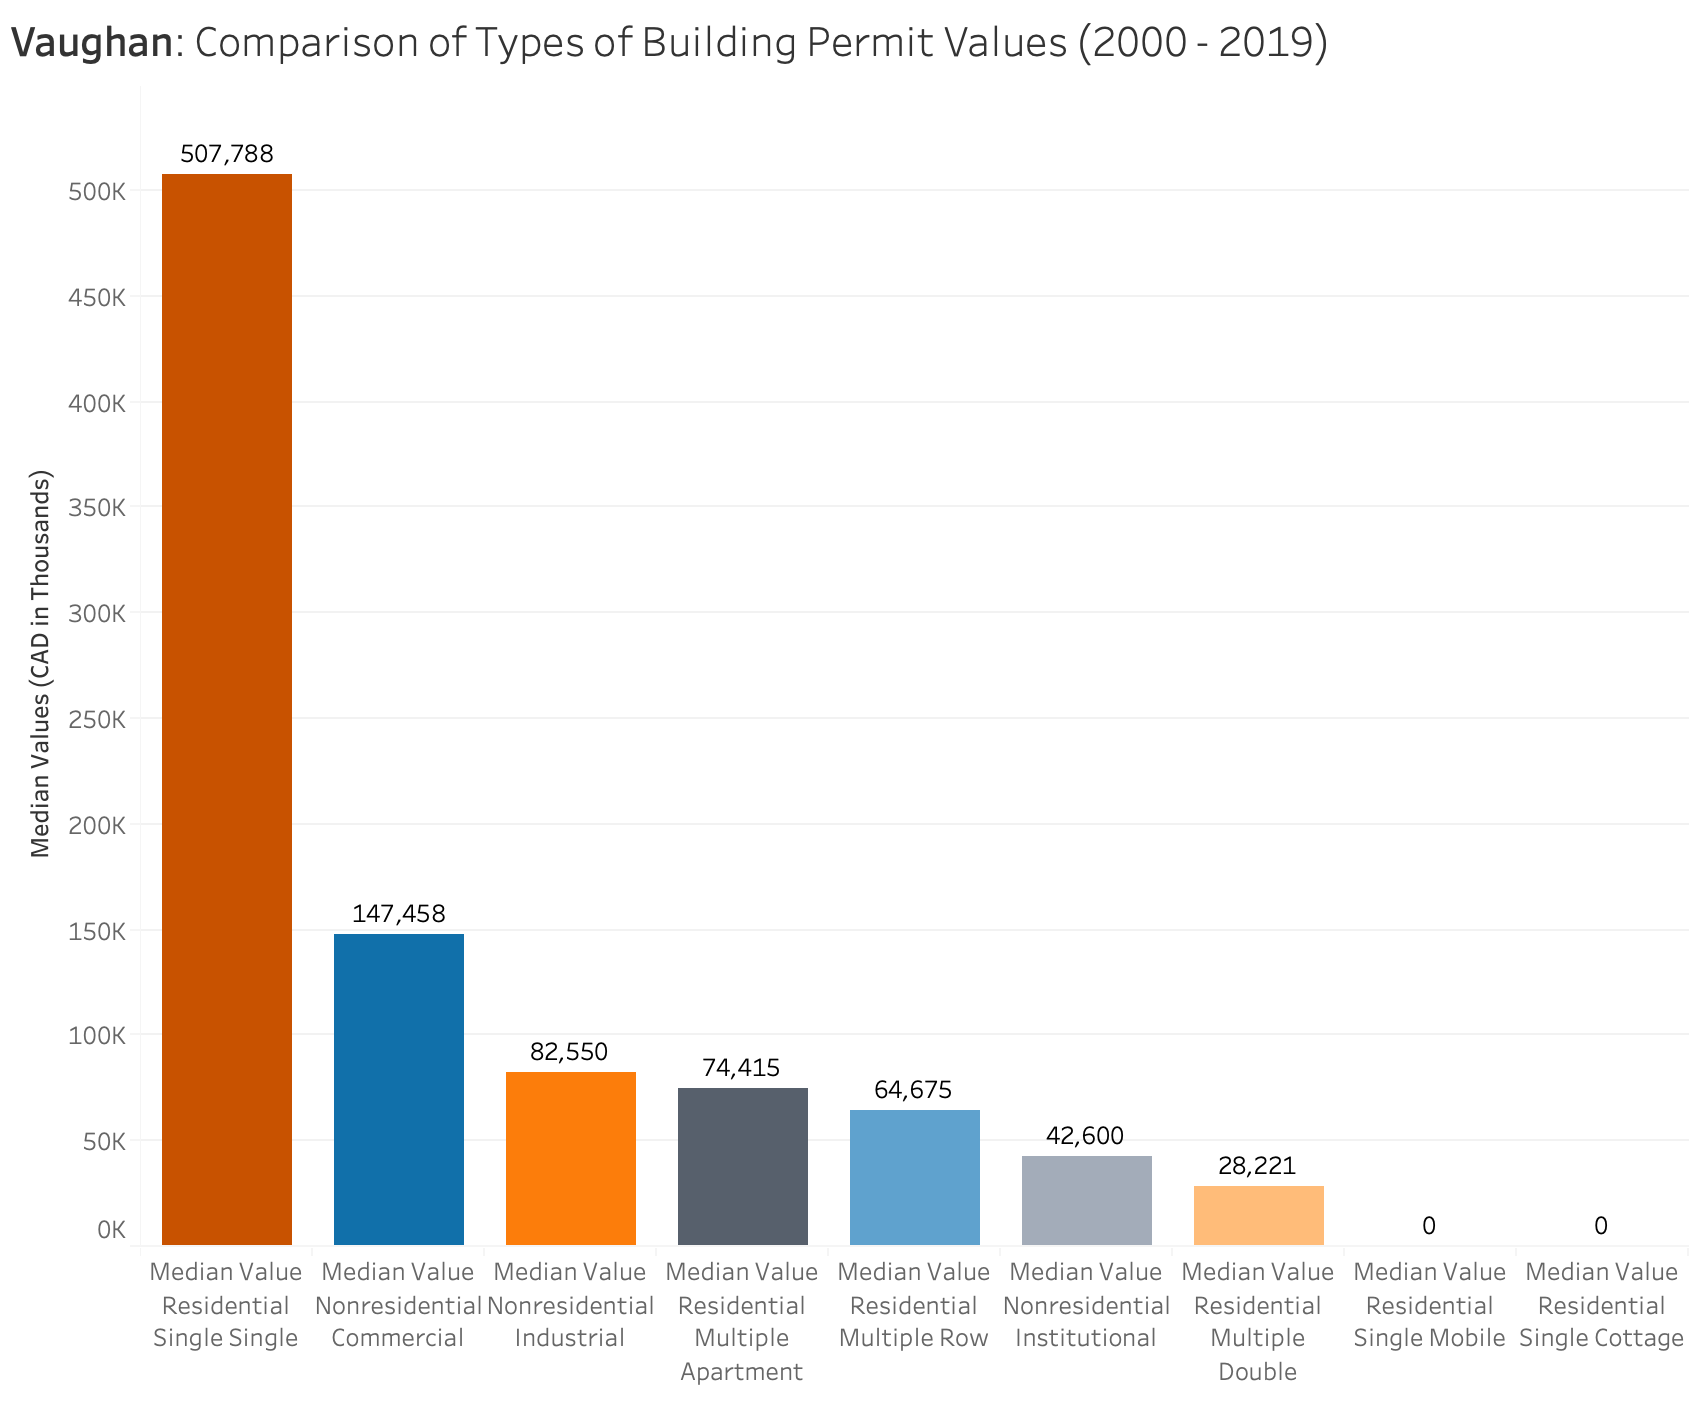 Vaughan: Comparison of Types of Building Permit Values (2000 - 2019)
Median Values (CAD in Thousands)
500K
450K
400K
350K
300K
250K
200K
150K
100K
50K
0K
507,788
147,458
82,550
74,415
64,675
42,600
28,221
0
0
Median Value
Residential
Single Single
Median Value
Nonresidential
Commercial
Median Value
Nonresidential
Industrial
Median Value
Residential
Multiple
Apartment
Median Value
Residential
Multiple Row
Median Value
Nonresidential
Institutional
Median Value
Residential
Multiple
Double
Median Value
Residential
Single Mobile
Median Value
Residential
Single Cottage